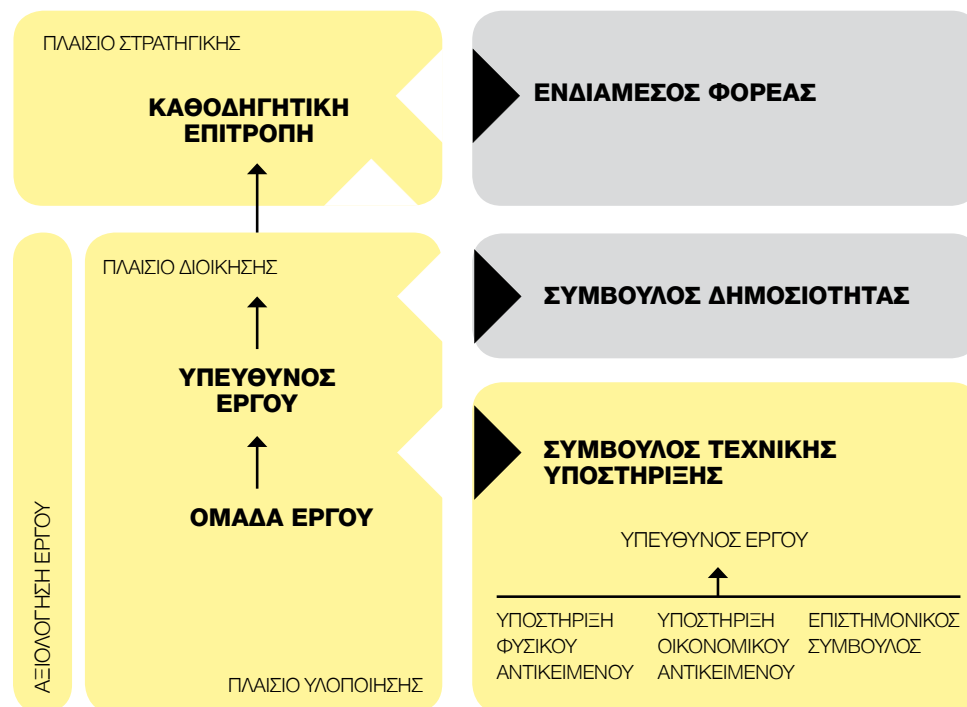 ΠΛΑΙΣΙΟ ΣΤΡΑΤΗΓΙΚΗΣ
ΚΑΘΟΔΗΓΗΤΙΚΗ
ΕΠΙΤΡΟΠΗ
ΕΝΔΙΑΜΕΣΟΣ ΦΟΡΕΑΣ
ΑΞΙΟΛΟΓΗΣΗ ΕΡΓΟΥ
ΠΛΑΙΣΙΟ ΔΙΟΙΚΗΣΗΣ
ΥΠΕΥΘΥΝΟΣ
ΕΡΓΟΥ
ΟΜΑΔΑ ΕΡΓΟΥ
ΠΛΑΙΣΙΟ ΥΛΟΠΟΙΗΣΗΣ
ΣΥΜΒΟΥΛΟΣ ΔΗΜΟΣΙΟΤΗΤΑΣ
ΣΥΜΒΟΥΛΟΣ ΤΕΧΝΙΚΗΣ
ΥΠΟΣΤΗΡΙΞΗΣ
ΥΠΕΥΘΥΝΟΣ ΕΡΓΟΥ
ΥΠΟΣΤΗΡΙΞΗ
ΦΥΣΙΚΟΥ
ΑΝΤΙΚΕΙΜΕΝΟΥ
ΥΠΟΣΤΗΡΙΞΗ
ΟΙΚΟΝΟΜΙΚΟΥ
ΑΝΤΙΚΕΙΜΕΝΟΥ
ΕΠΙΣΤΗΜΟΝΙΚΟΣ
ΣΥΜΒΟΥΛΟΣ